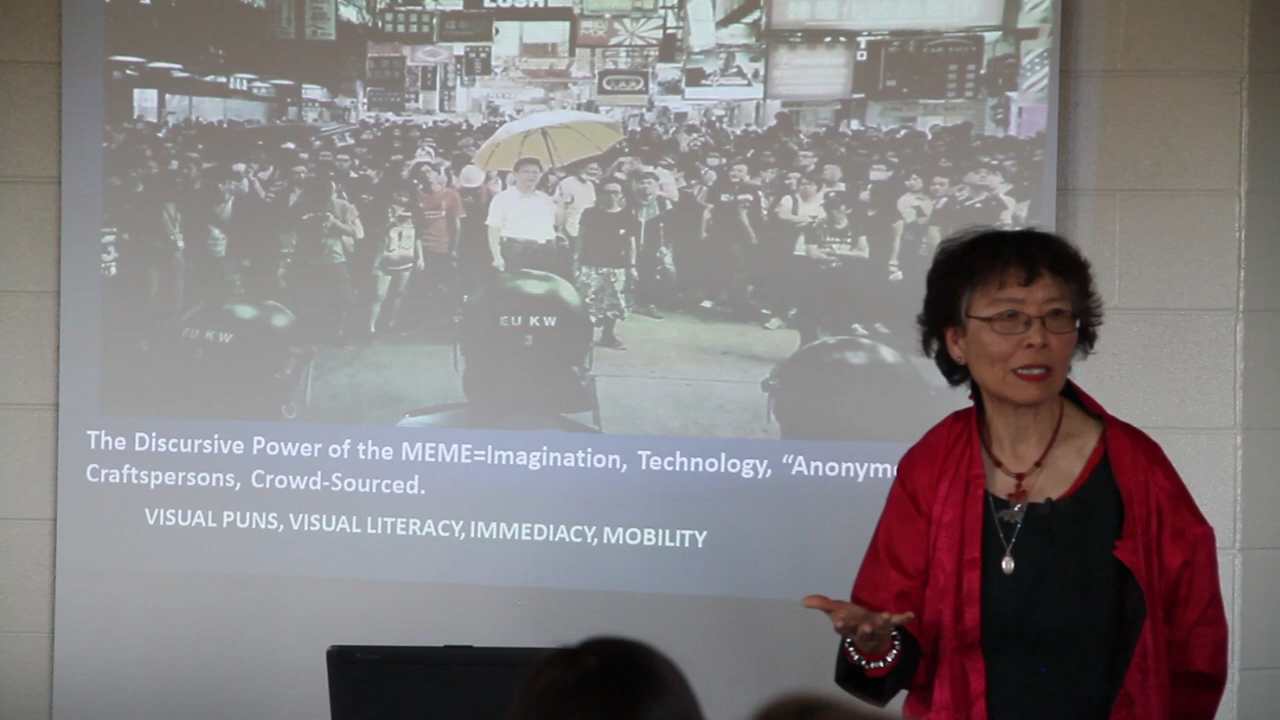 LUSH
EU KW
EU KW
3
The Discursive Power of the MEME=Imagination, Technology, “Anonym
Craftspersons, Crowd-Sourced.
VISUAL PUNS, VISUAL LITERACY, IMMEDIACY, MOBILITY